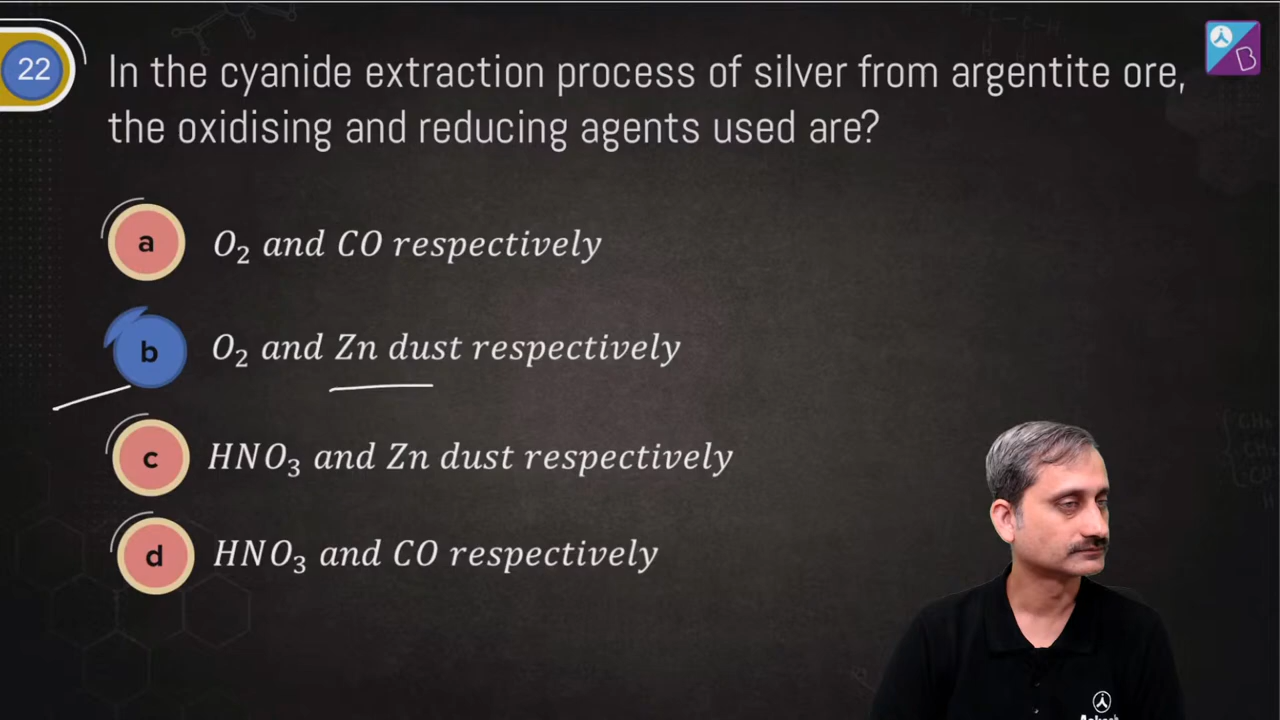 22
In the cyanide extraction process of silver from argentite ore,
the oxidising and reducing agents used are?
a O₂ and CO respectively
b O₂ and Zn dust respectively
c HNO₃ and Zn dust respectively
d HNO₃ and CO respectively
B